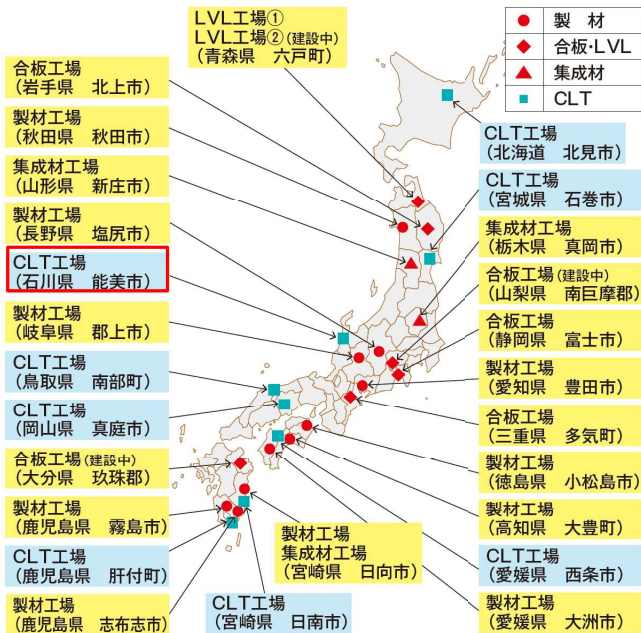 LVL工場①
LVL工場②(建設中)
(青森県 六戸町)
製材
合板・LVL
集成材
CLT
合板工場
(岩手県 北上市)
製材工場
(秋田県 秋田市)
集成材工場
(山形県 新庄市)
製材工場
(長野県 塩尻市)
CLT工場
(石川県 能美市)
製材工場
(岐阜県 郡上市)
CLT工場
(鳥取県 南部町)
CLT工場
(岡山県 真庭市)
合板工場(建設中)
(大分県 玖珠郡)
製材工場
(鹿児島県 霧島市)
CLT工場
(鹿児島県 肝付町)
製材工場
(鹿児島県 志布志市)
CLT工場
(北海道 北見市)
CLT工場
(宮城県 石巻市)
集成材工場
(栃木県 真岡市)
合板工場(建設中)
(山梨県 南巨摩郡)
合板工場
(静岡県 富士市)
製材工場
(愛知県 豊田市)
合板工場
(三重県 多気町)
製材工場
(徳島県 小松島市)
製材工場
(高知県 大豊町)
CLT工場
(愛媛県 西条市)
製材工場
(愛媛県 大洲市)
製材工場
集成材工場
(宮崎県 日向市)
CLT工場
(宮崎県 日南市)